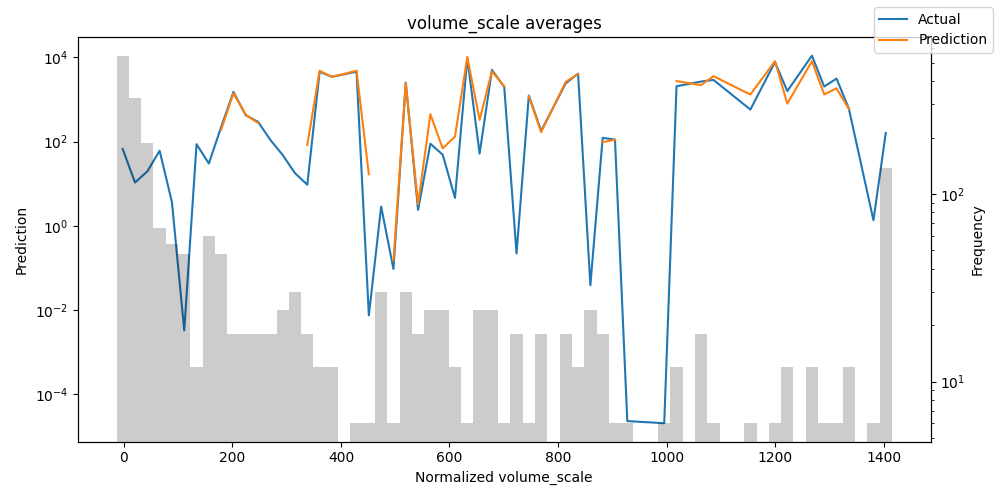 volume_scale averages
Actual
Prediction
10^4
10^2
10^0
10^-2
10^-4
Prediction
10^2
10^1
Frequency
0 200 400 600 800 1000 1200 1400
Normalized volume_scale